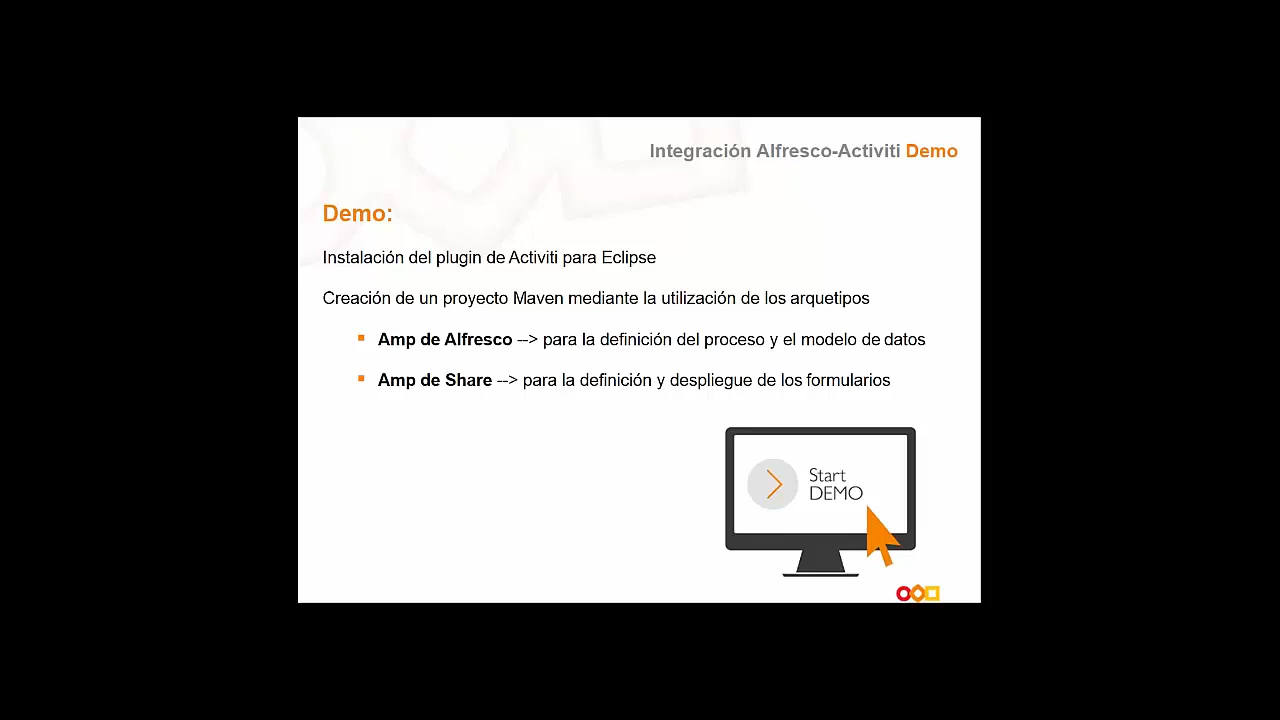 Integración Alfresco-Activiti Demo
Demo:
Instalación del plugin de Activiti para Eclipse
Creación de un proyecto Maven mediante la utilización de los arquetipos
Amp de Alfresco --> para la definición del proceso y el modelo de datos
Amp de Share --> para la definición y despliegue de los formularios
Start
DEMO